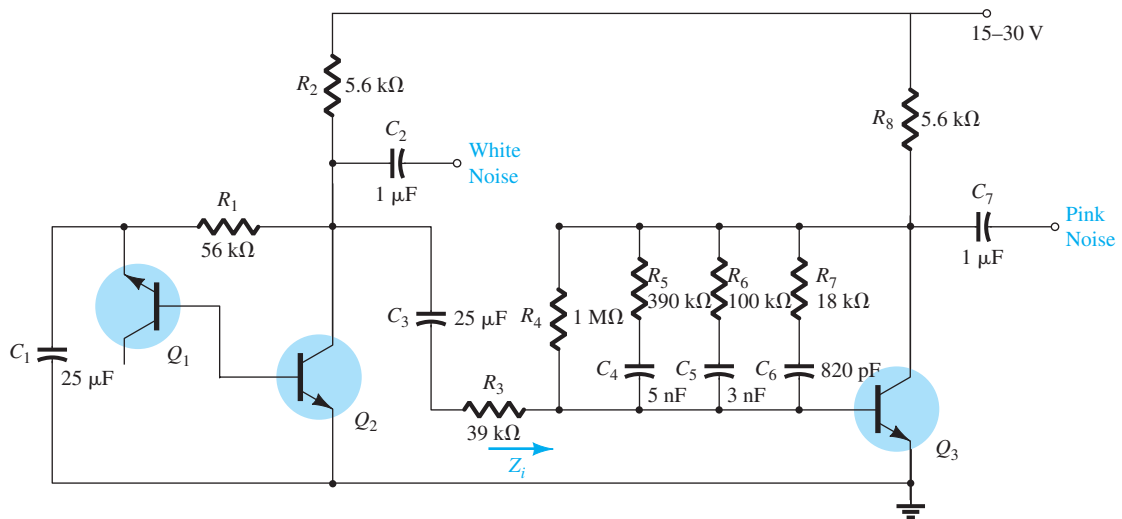 15–30 V
R2
5.6 kΩ
R8
5.6 kΩ
C2
1 μF
White
Noise
R1
56 kΩ
C7
1 μF
Pink
Noise
C1
25 μF
Q1
Q2
C3
25 μF
R3
39 kΩ
Zi
R4
1 MΩ
R5
390 kΩ
R6
100 kΩ
R7
18 kΩ
C4
5 nF
C5
3 nF
C6
820 pF
Q3